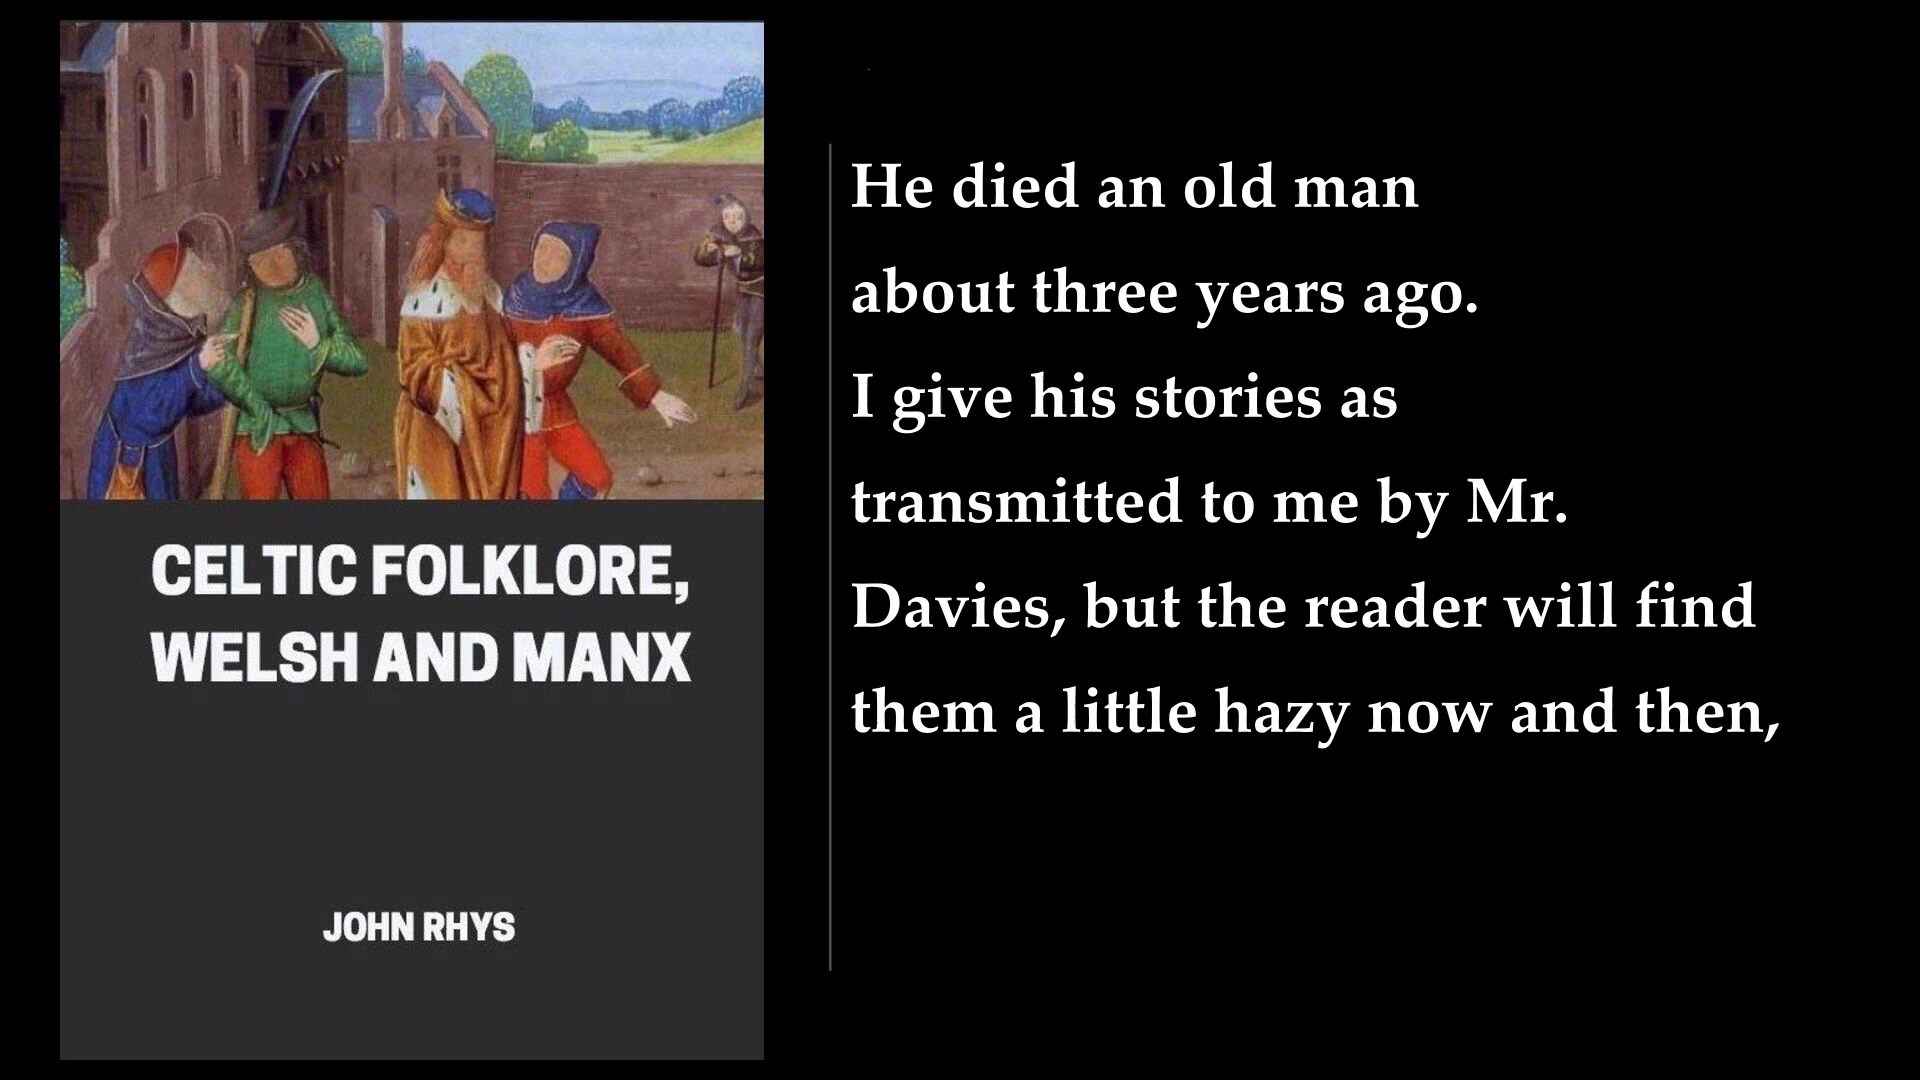 CELTIC FOLKLORE,
WELSH AND MANX
JOHN RHYS
He died an old man
about three years ago.
I give his stories as
transmitted to me by Mr.
Davies, but the reader will find
them a little hazy now and then,